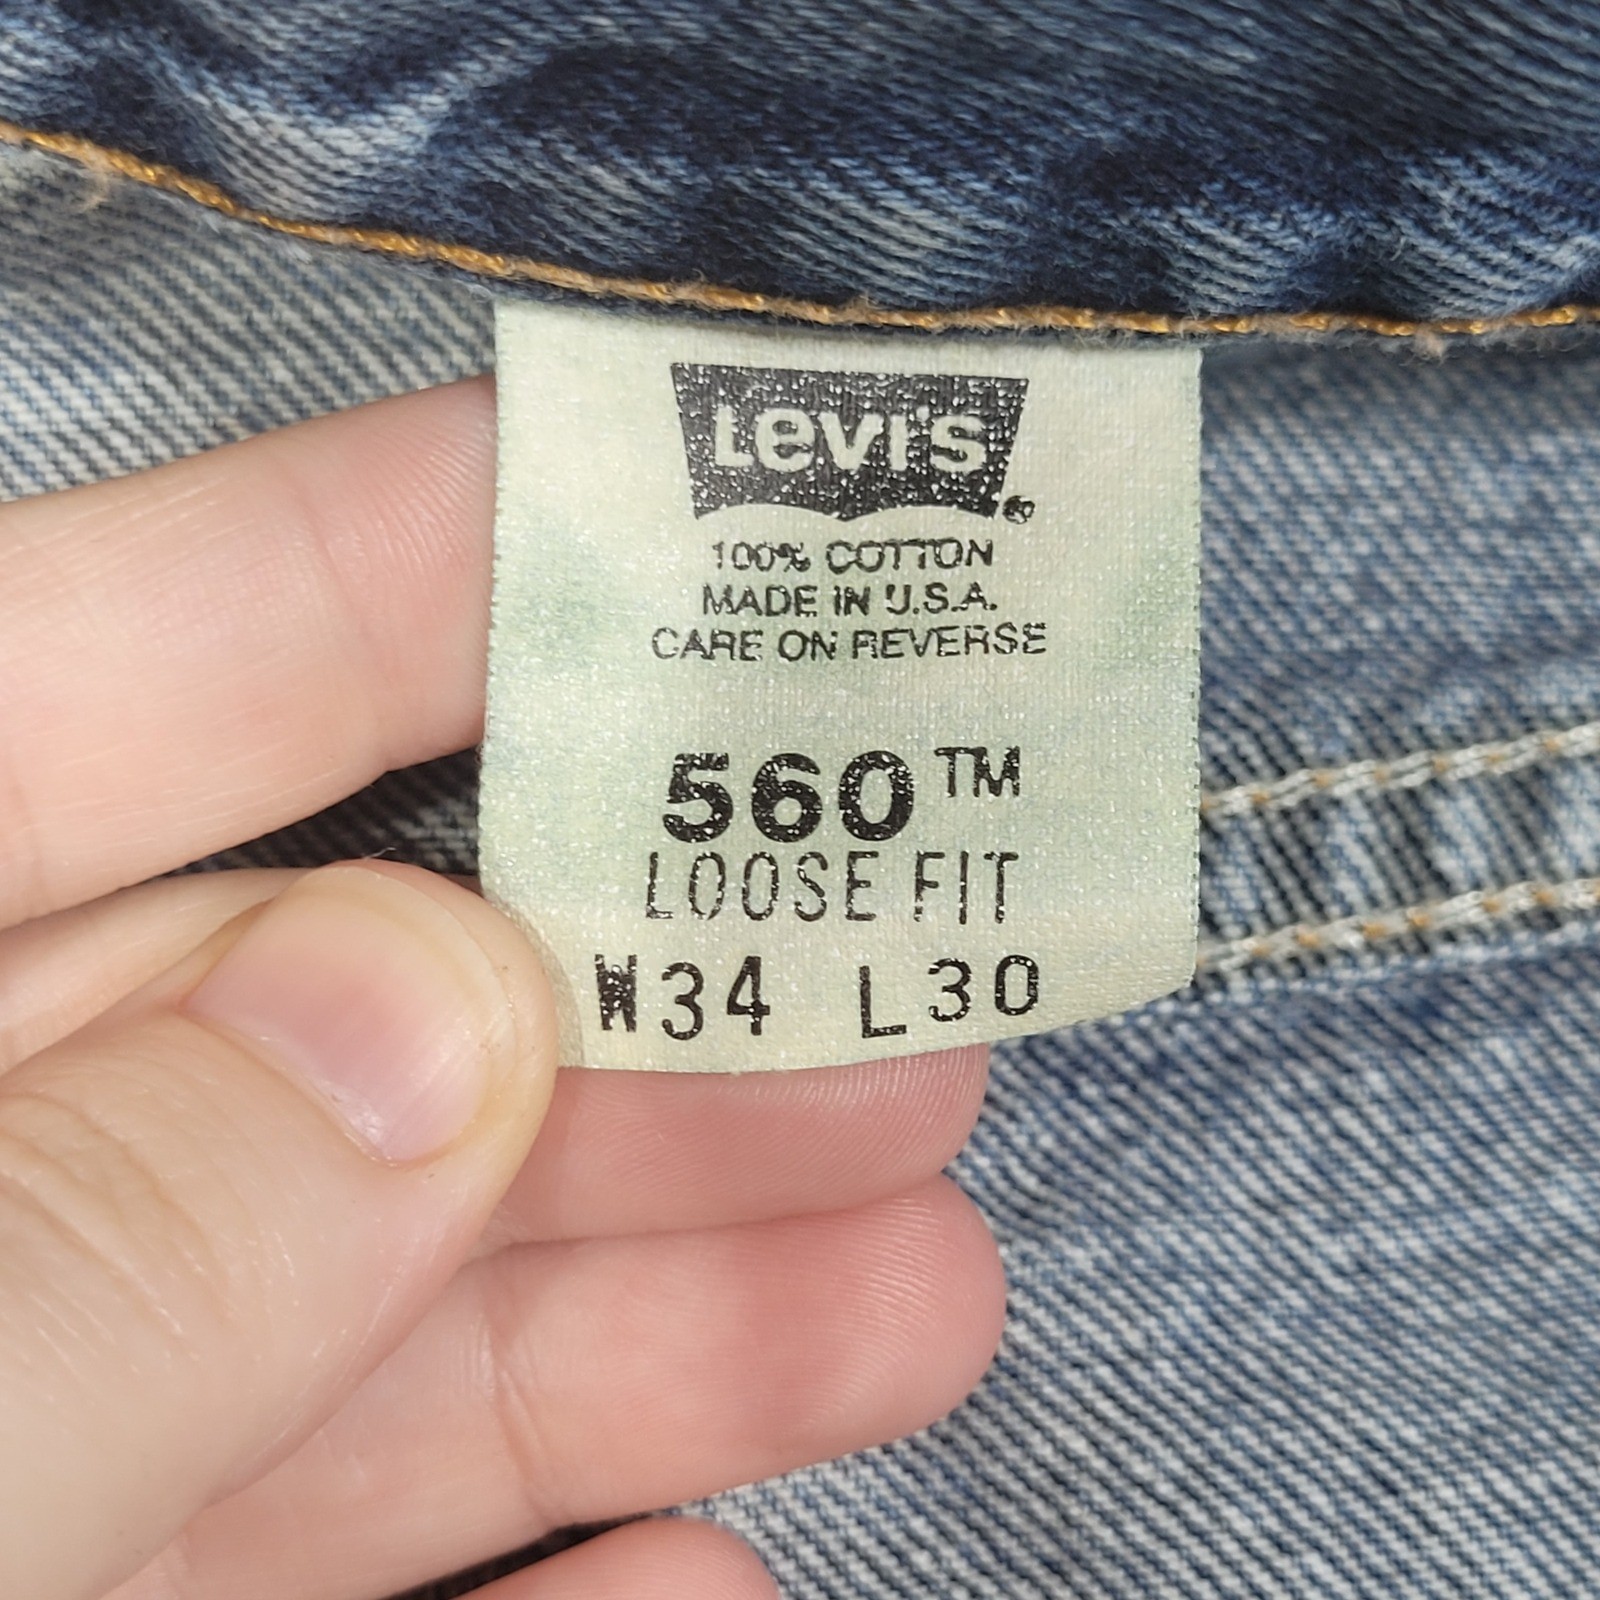 Levi's®
100% COTTON
MADE IN U.S.A.
CARE ON REVERSE
560™
LOOSE FIT
W34 L30